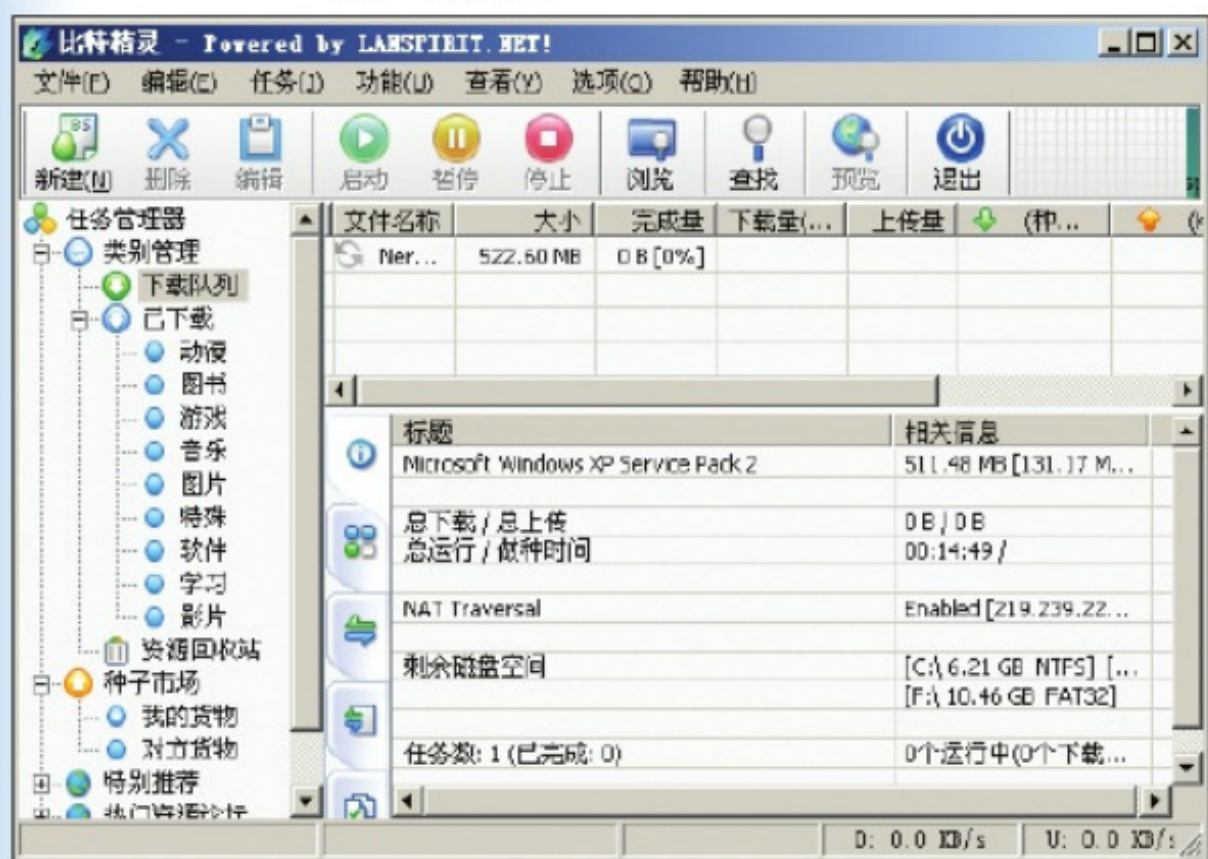 比特精灵 - Powered by LANSPIRIT.NET!
文件(F) 编辑(E) 任务(J) 功能(U) 查看(Y) 选项(O) 帮助(H)
新建(N) 删除 编辑 启动 暂停 停止 浏览 查找 预览 退出
任务管理器
类别管理
下载队列
已下载
动漫
图书
游戏
音乐
图片
特殊
软件
学习
影片
资源回收站
种子市场
我的货物
对方货物
特别推荐
热门资源论坛
文件名称 大小 完成量 下载量(... 上传量 (种...
Ner... 522.60 MB 0 B [0%]
标题 相关信息
Microsoft Windows XP Service Pack 2 511.48 MB [131.17 M...
总下载 / 总上传 0 B / 0 B
总运行 / 做种时间 00:14:49 /
NAT Traversal Enabled [219.239.22...
剩余磁盘空间 [C:\ 6.21 GB NTFS] [...
[F:\ 10.46 GB FAT32]
任务数: 1 (已完成: 0) 0个运行中(0个下载...
D: 0.0 KB/s U: 0.0 KB/s